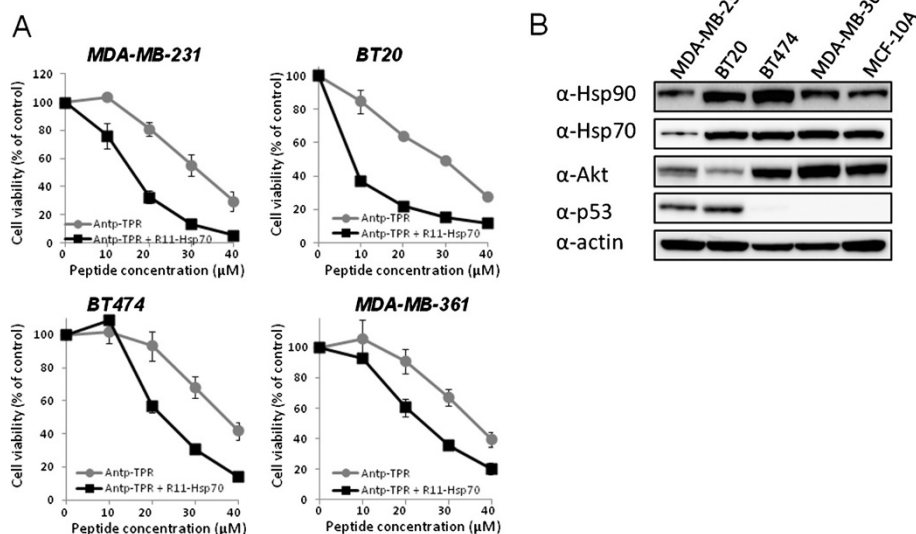 A
MDA-MB-231
Cell viability (% of control)
120
100
80
60
40
20
0
Antp-TPR
Antp-TPR + R11-Hsp70
0 10 20 30 40
Peptide concentration (μM)
BT20
Cell viability (% of control)
100
80
60
40
20
0
Antp-TPR
Antp-TPR + R11-Hsp70
0 10 20 30 40
Peptide concentration (μM)
BT474
Cell viability (% of control)
100
80
60
40
20
0
Antp-TPR
Antp-TPR + R11-Hsp70
0 10 20 30 40
Peptide concentration (μM)
MDA-MB-361
Cell viability (% of control)
100
80
60
40
20
0
Antp-TPR
Antp-TPR + R11-Hsp70
0 10 20 30 40
Peptide concentration (μM)
B
BT20
BT474
MCF-10A
α-Hsp90
α-Hsp70
α-Akt
α-p53
α-actin